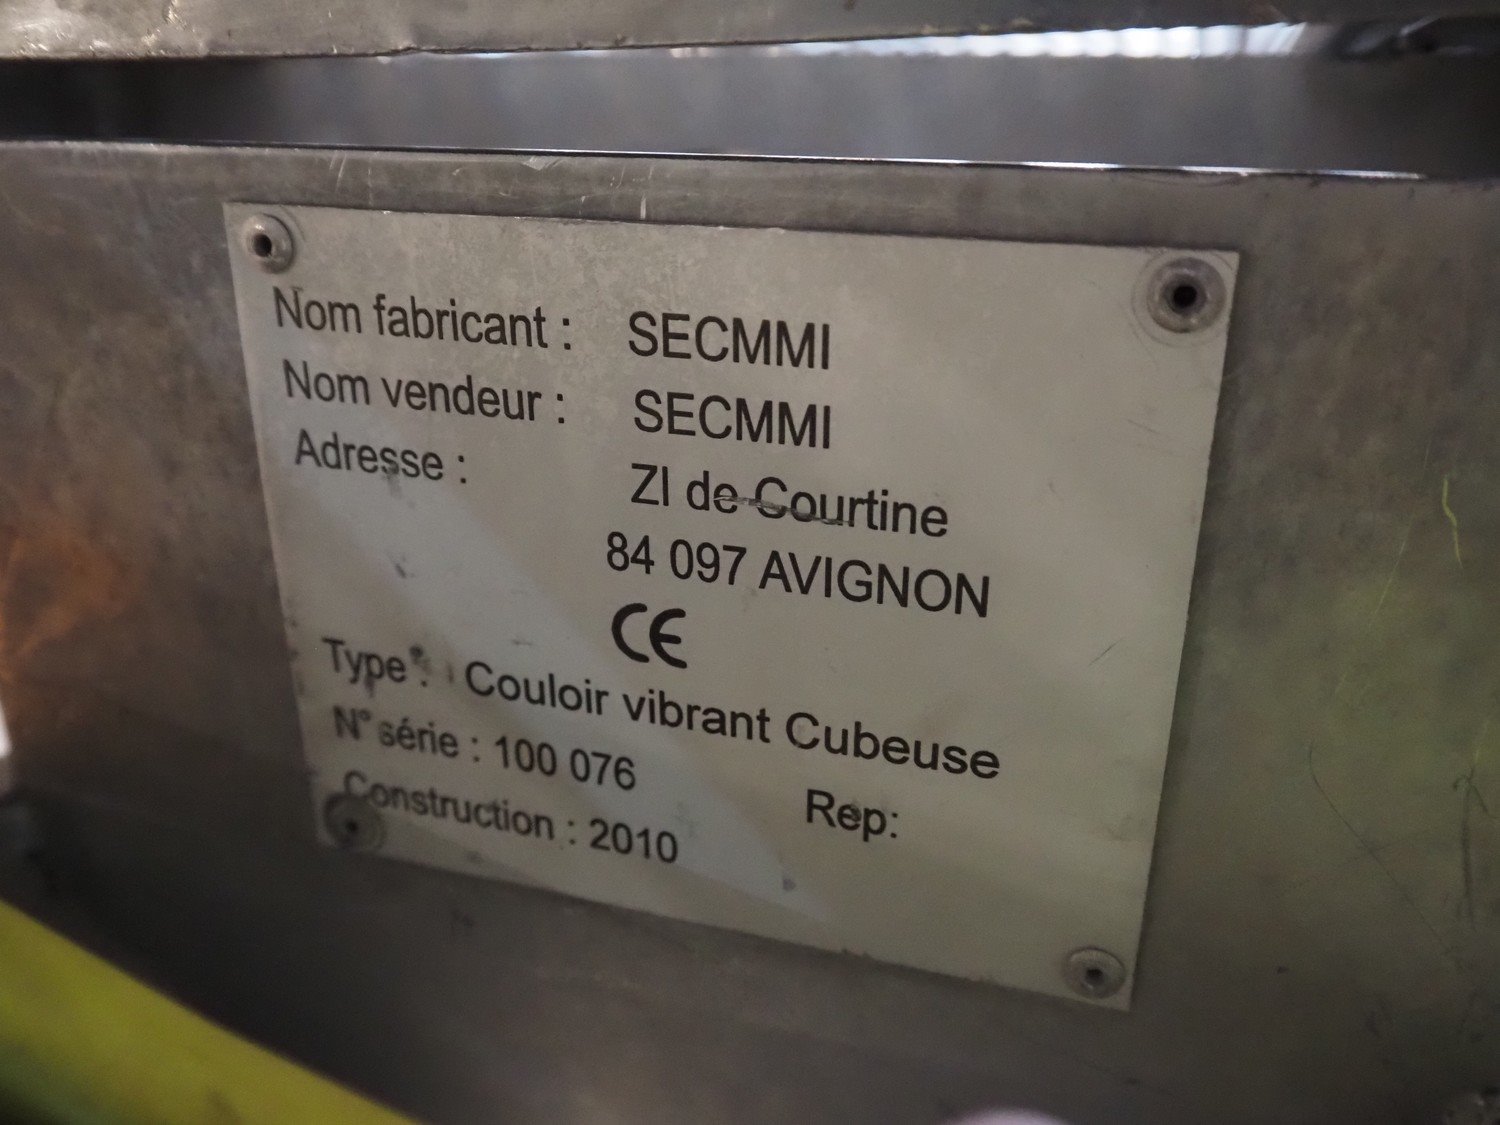 Nom fabricant : SECMMI
Nom vendeur : SECMMI
Adresse : ZI de Courtine
84 097 AVIGNON
CE
Type : Couloir vibrant Cubeuse
N° série : 100 076
Rep:
Construction : 2010